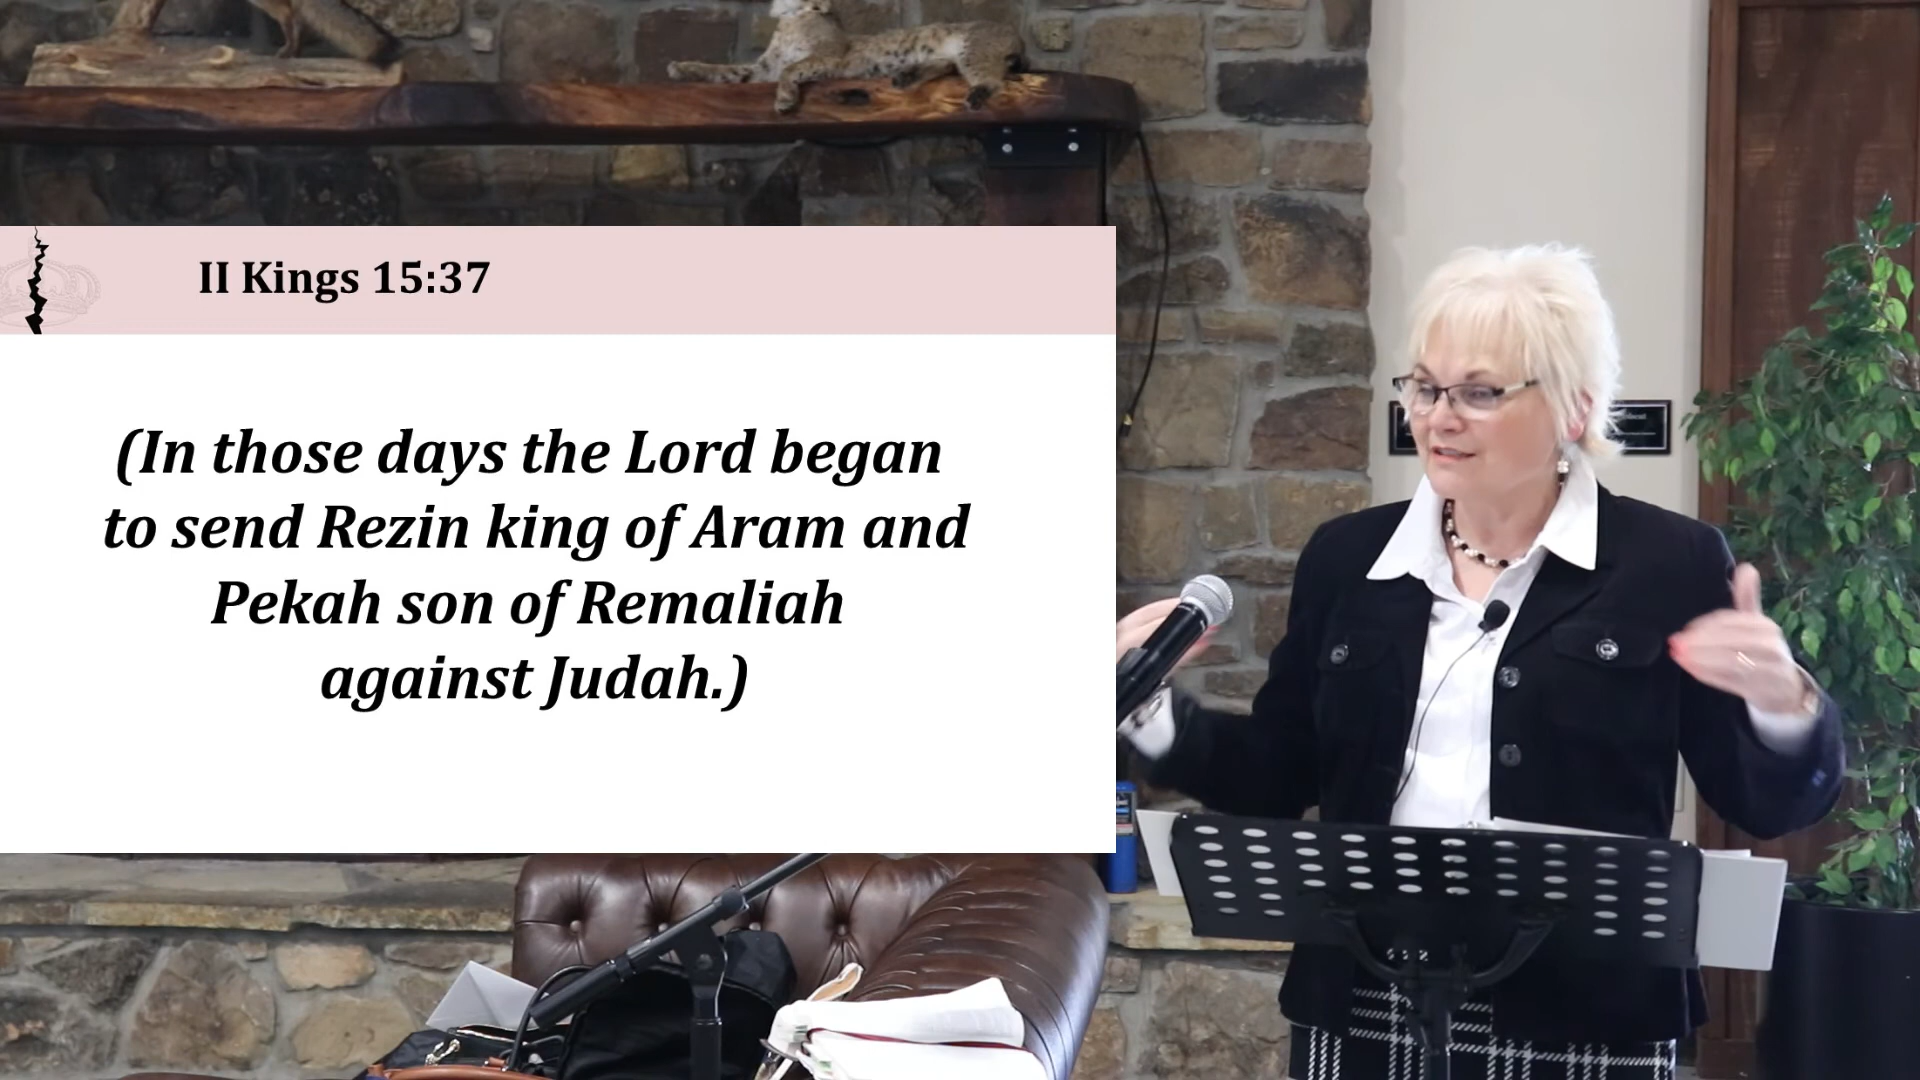 II Kings 15:37
(In those days the Lord began
to send Rezin king of Aram and
Pekah son of Remaliah
against Judah.)